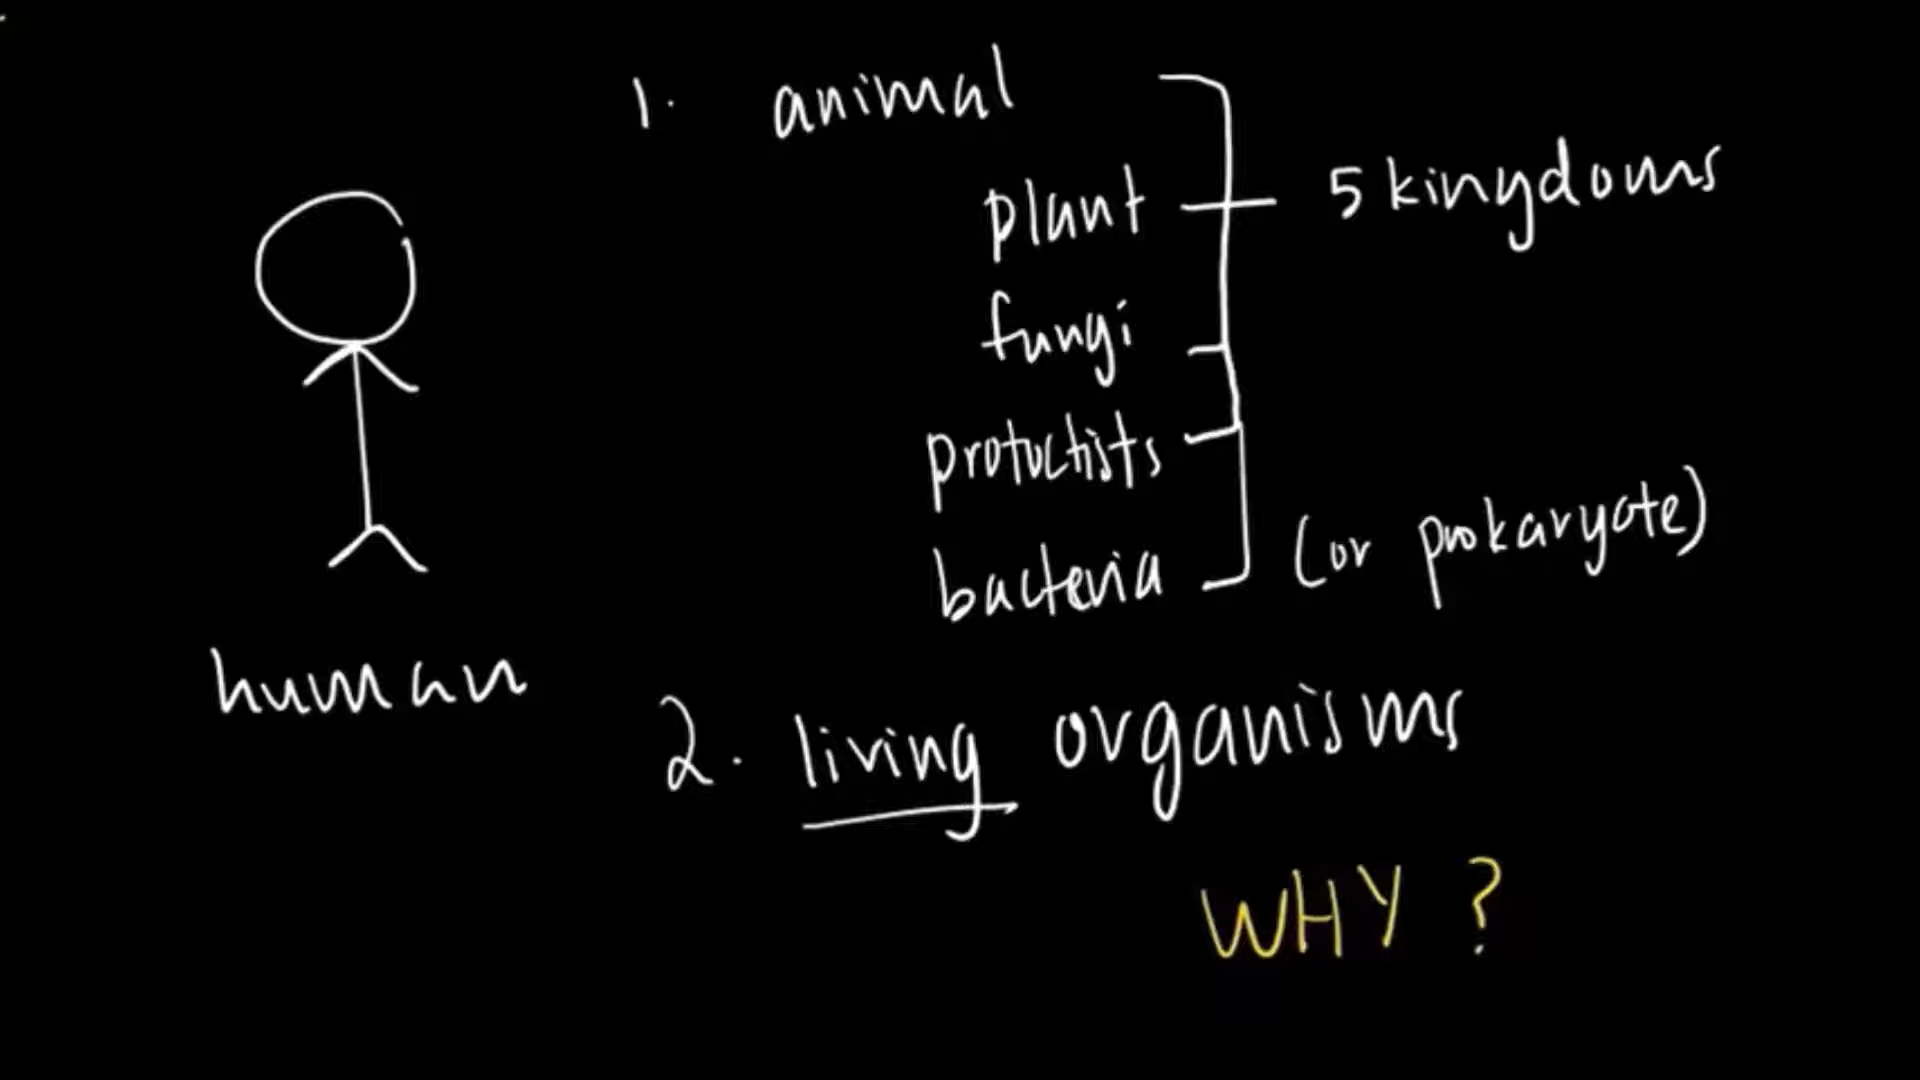 1. animal
plant
5 kingdoms
fungi
protoctists
bacteria
(or prokaryote)
human
2. living organisms
WHY ?